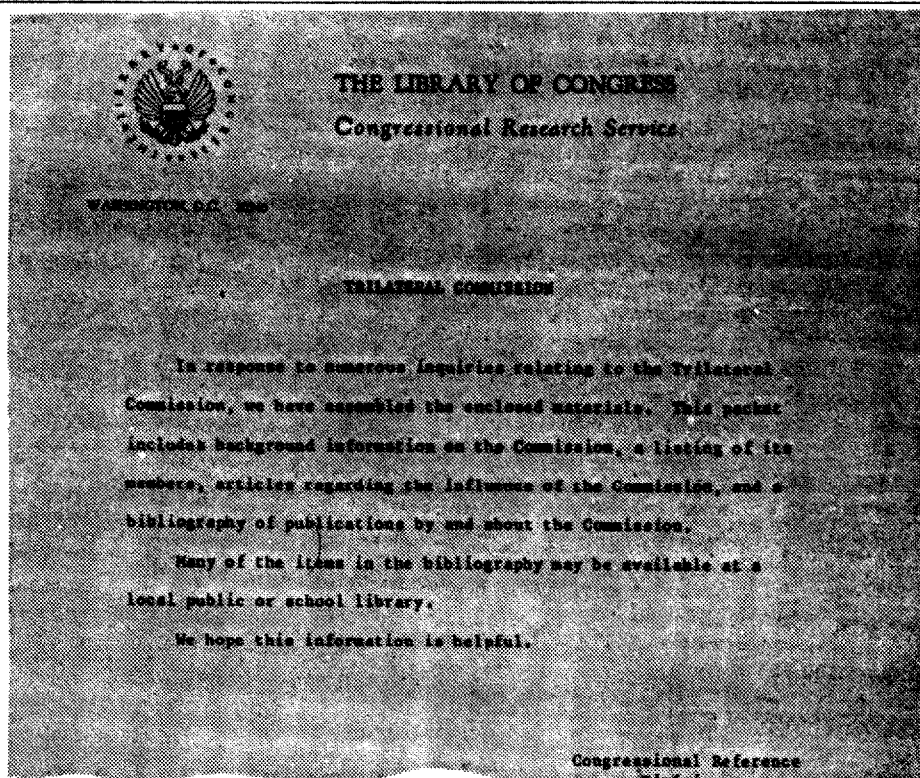 THE LIBRARY OF CONGRESS
Congressional Research Service
WASHINGTON, D.C.
TRILATERAL COMMISSION
In response to numerous inquiries relating to the Trilateral
Commission, we have assembled the enclosed materials. This packet
includes background information on the Commission, a listing of its
members, articles regarding the influence of the Commission, and a
bibliography of publications by and about the Commission.
Many of the items in the bibliography may be available at a
local public or school library.
We hope this information is helpful.
Congressional Reference